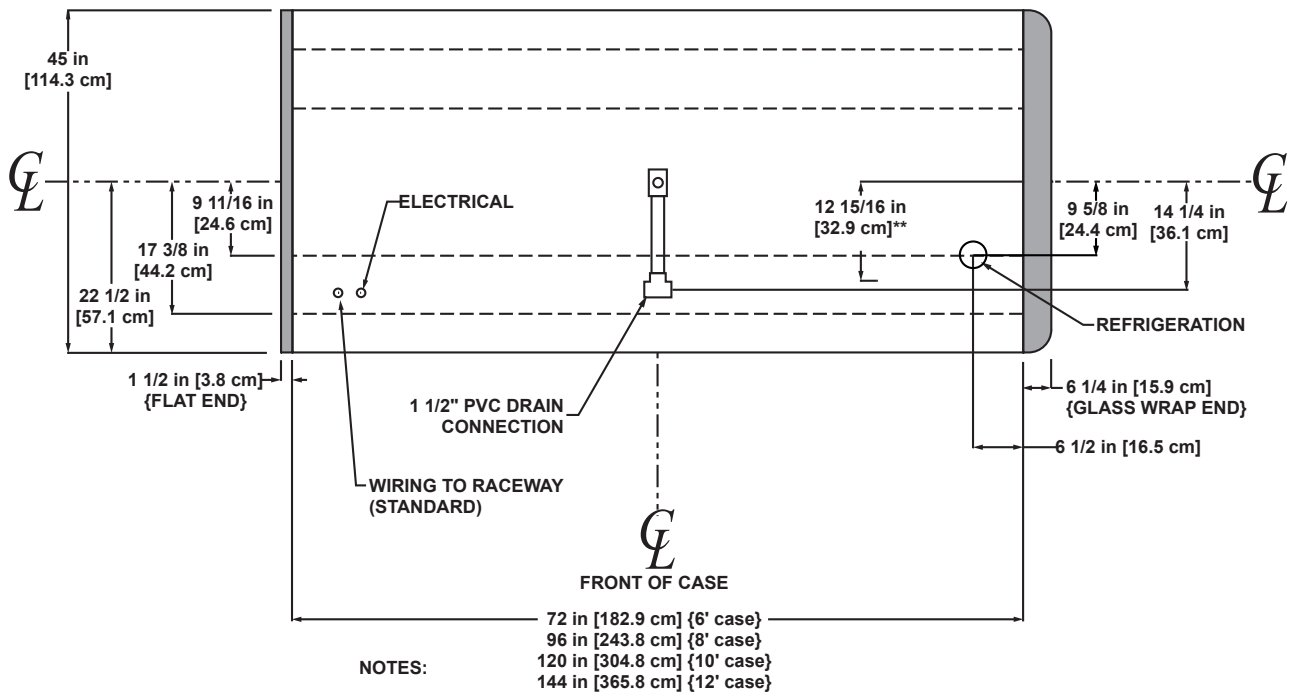 45 in
[114.3 cm]
℄
℄
9 11/16 in
[24.6 cm]
17 3/8 in
[44.2 cm]
22 1/2 in
[57.1 cm]
ELECTRICAL
12 15/16 in
[32.9 cm]**
9 5/8 in
[24.4 cm]
14 1/4 in
[36.1 cm]
REFRIGERATION
1 1/2 in [3.8 cm]
{FLAT END}
1 1/2" PVC DRAIN
CONNECTION
6 1/4 in [15.9 cm]
{GLASS WRAP END}
6 1/2 in [16.5 cm]
WIRING TO RACEWAY
(STANDARD)
℄
FRONT OF CASE
72 in [182.9 cm] {6' case}
96 in [243.8 cm] {8' case}
NOTES:
120 in [304.8 cm] {10' case}
144 in [365.8 cm] {12' case}